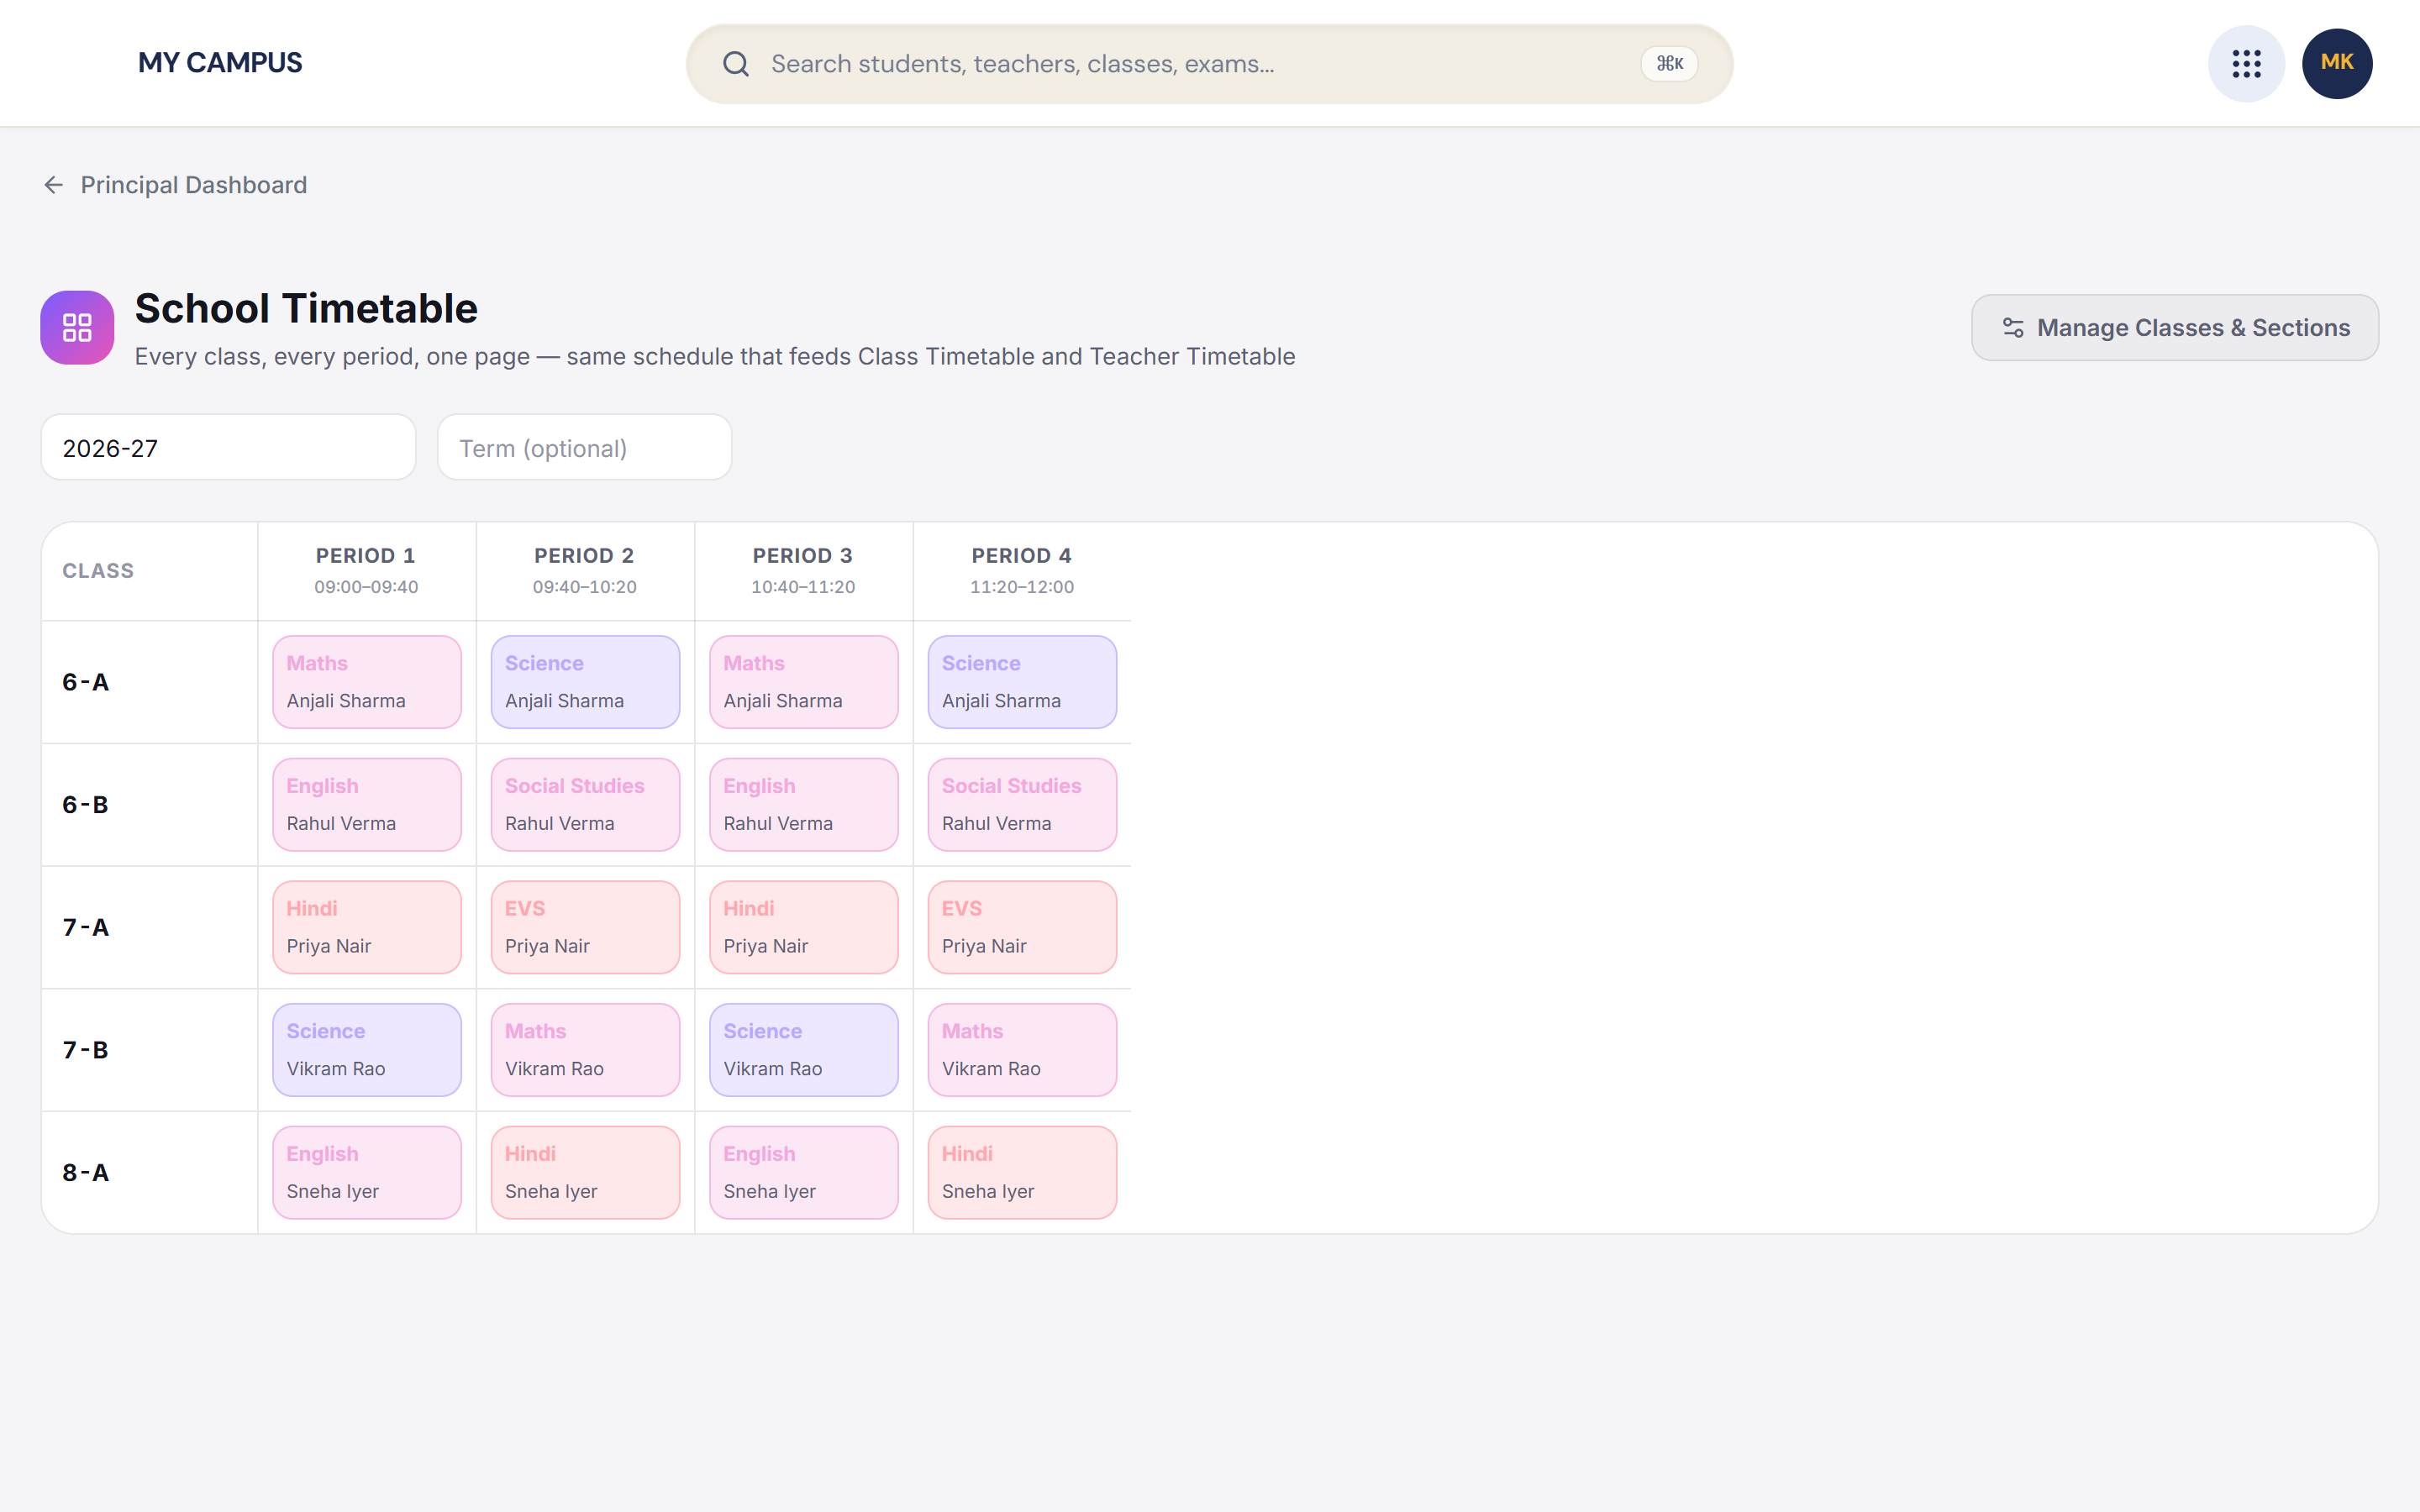 MY CAMPUS
Search students, teachers, classes, exams...
⌘K
MK
Principal Dashboard
School Timetable
Every class, every period, one page — same schedule that feeds Class Timetable and Teacher Timetable
Manage Classes & Sections
2026-27
Term (optional)
CLASS PERIOD 1 PERIOD 2 PERIOD 3 PERIOD 4
09:00–09:40 09:40–10:20 10:40–11:20 11:20–12:00
6-A
Maths Science Maths Science
Anjali Sharma Anjali Sharma Anjali Sharma Anjali Sharma
6-B
English Social Studies English Social Studies
Rahul Verma Rahul Verma Rahul Verma Rahul Verma
7-A
Hindi EVS Hindi EVS
Priya Nair Priya Nair Priya Nair Priya Nair
7-B
Science Maths Science Maths
Vikram Rao Vikram Rao Vikram Rao Vikram Rao
8-A
English Hindi English Hindi
Sneha Iyer Sneha Iyer Sneha Iyer Sneha Iyer